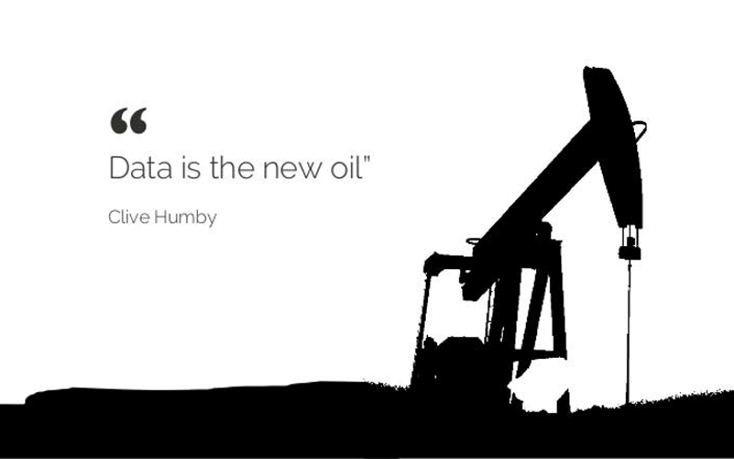 “
Data is the new oil”
Clive Humby